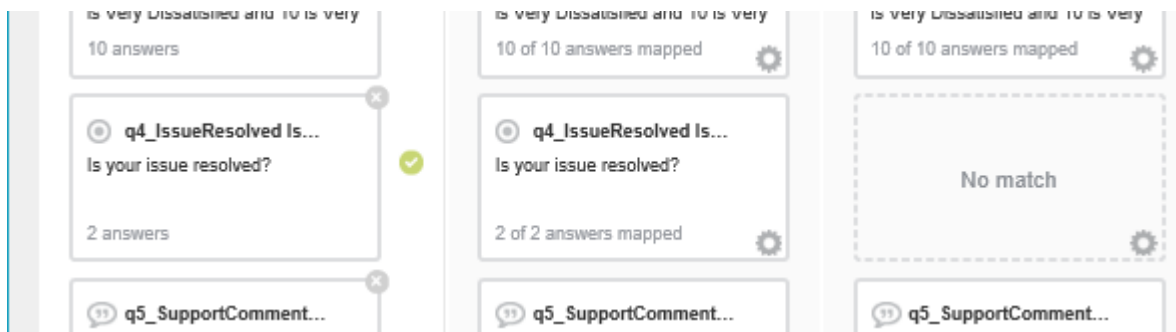 is Very Dissatisfied and 10 is Very
10 answers
is Very Dissatisfied and 10 is Very
10 of 10 answers mapped
is Very Dissatisfied and 10 is Very
10 of 10 answers mapped
q4_IssueResolved Is...
Is your issue resolved?
2 answers
q4_IssueResolved Is...
Is your issue resolved?
2 of 2 answers mapped
No match
q5_SupportComment...
q5_SupportComment...
q5_SupportComment...